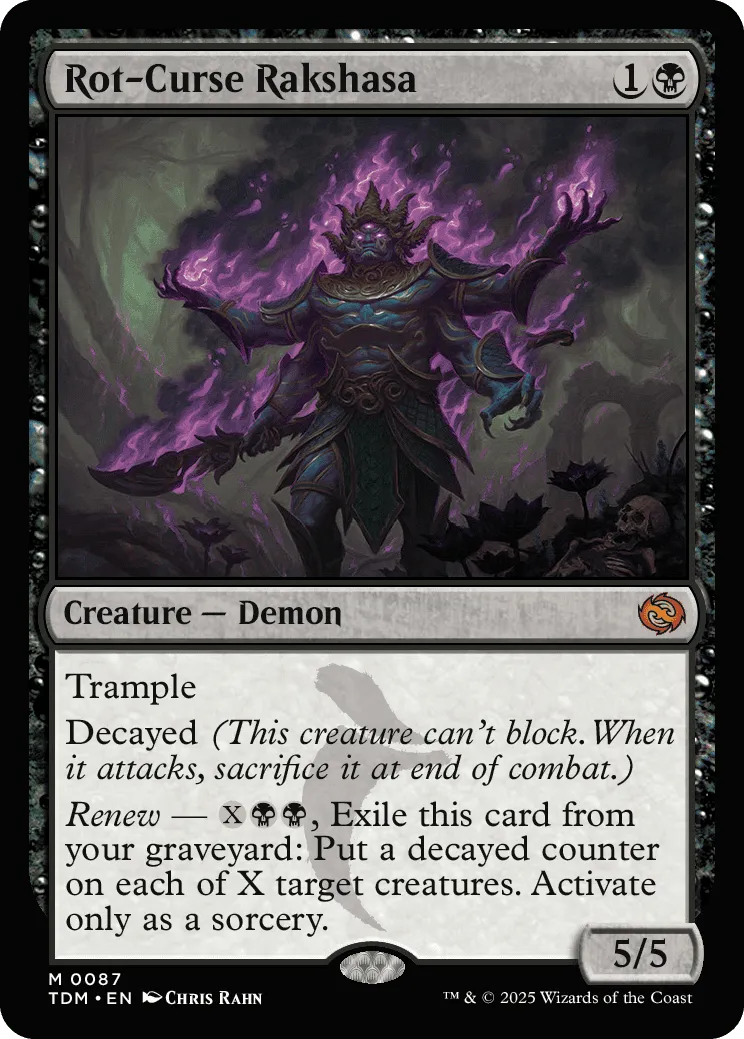 Rot-Curse Rakshasa 1
Creature — Demon
Trample
Decayed (This creature can't block. When
it attacks, sacrifice it at end of combat.)
Renew — X, Exile this card from
your graveyard: Put a decayed counter
on each of X target creatures. Activate
only as a sorcery.
5/5
M 0087
TDM • EN Chris Rahn
™ & © 2025 Wizards of the Coast